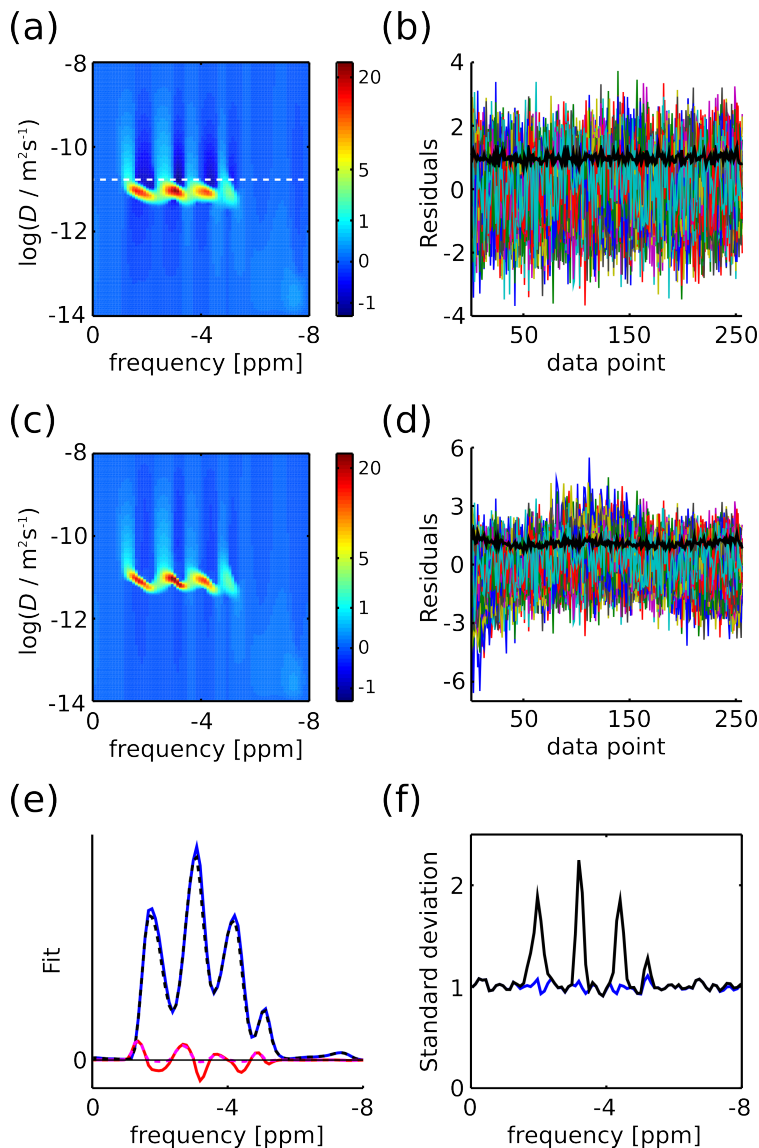 (a)
(b)
-8
-10
-12
-14
log(D / m²s⁻¹)
0
-4
-8
frequency [ppm]
20
5
1
0
-1
4
2
0
-2
-4
Residuals
50
150
250
data point
(c)
(d)
-8
-10
-12
-14
log(D / m²s⁻¹)
0
-4
-8
frequency [ppm]
20
5
1
0
-1
6
3
0
-3
-6
Residuals
50
150
250
data point
(e)
(f)
Fit
0
0
-4
-8
frequency [ppm]
Standard deviation
2
1
0
0
-4
-8
frequency [ppm]